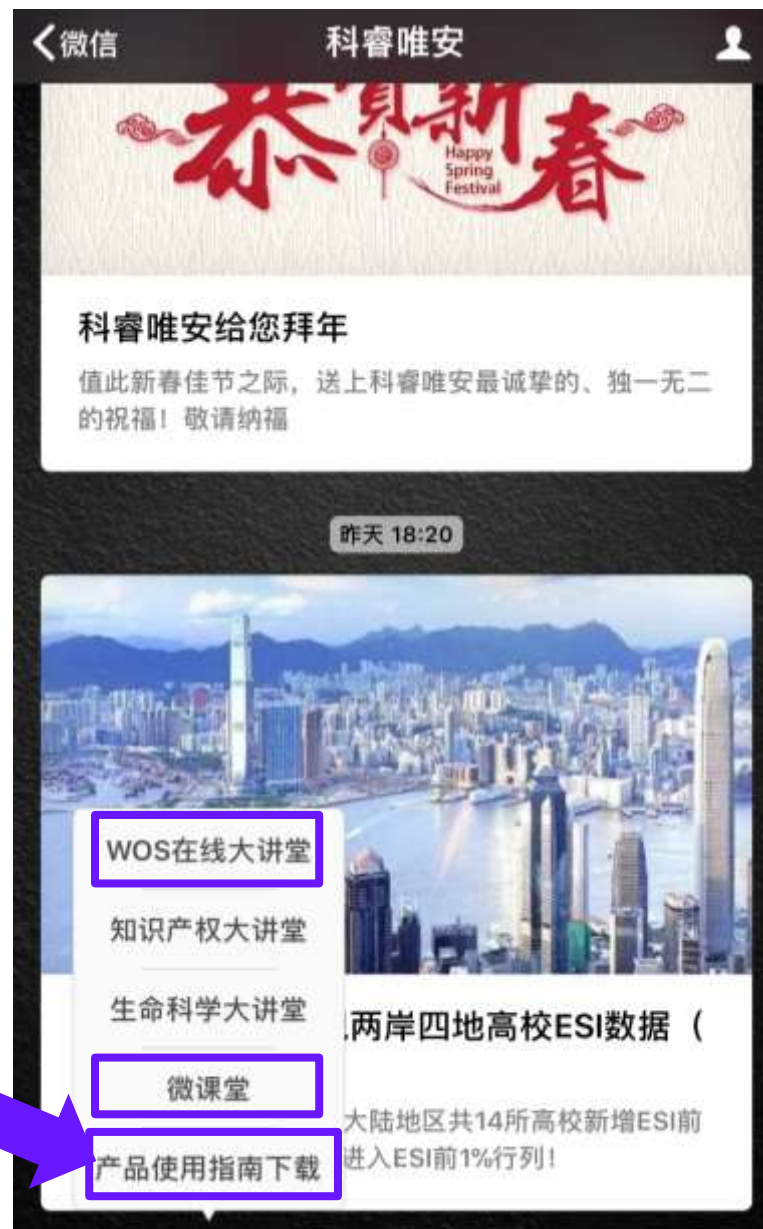 微信
科睿唯安
恭贺新春
Happy
Spring
Festival
科睿唯安给您拜年
值此新春佳节之际，送上科睿唯安最诚挚的、独一无二
的祝福！敬请纳福
昨天 18:20
WOS在线大讲堂
知识产权大讲堂
生命科学大讲堂
微课堂
产品使用指南下载
两岸四地高校ESI数据（
大陆地区共14所高校新增ESI前
进入ESI前1%行列！